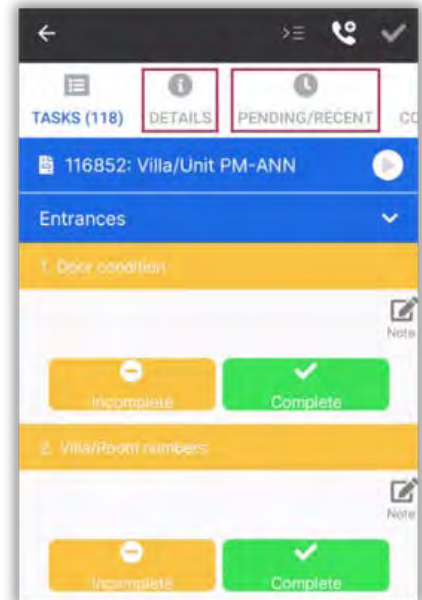 TASKS (118) DETAILS PENDING/RECENT CO
116852: Villa/Unit PM-ANN
Entrances
1. Door condition
Note
Incomplete Complete
2. Villa/Room numbers
Note
Incomplete Complete